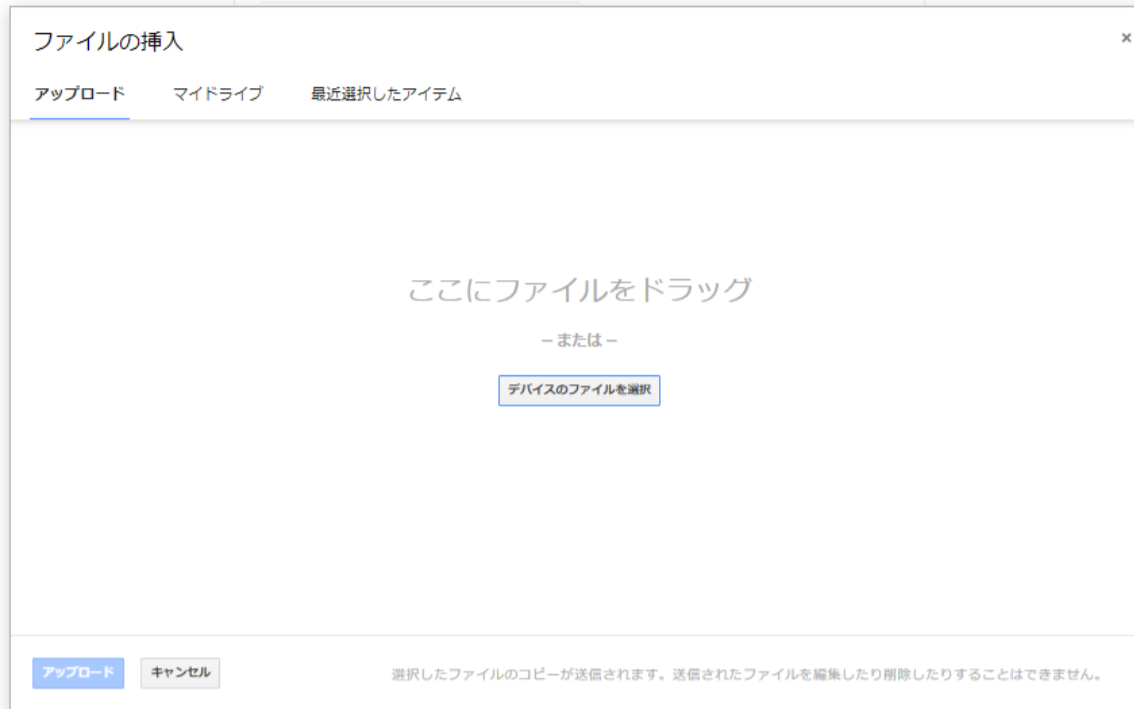 ファイルの挿入
×
アップロード マイドライブ 最近選択したアイテム
ここにファイルをドラッグ
– または –
デバイスのファイルを選択
アップロード キャンセル 選択したファイルのコピーが送信されます。送信されたファイルを編集したり削除したりすることはできません。